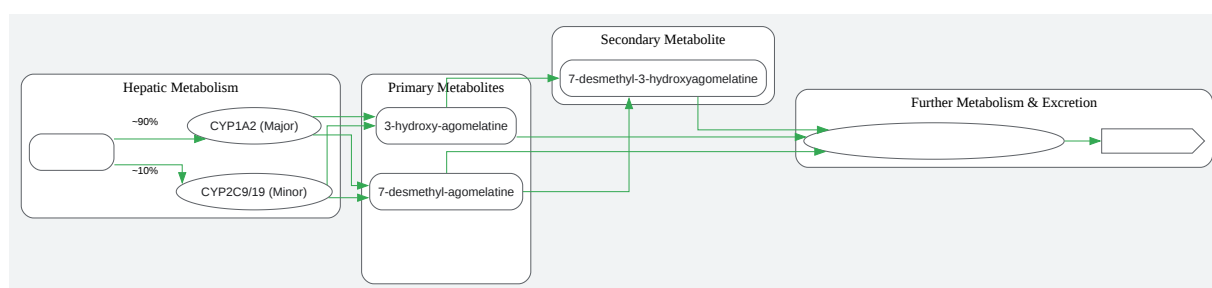 Hepatic Metabolism
~90%
CYP1A2 (Major)
~10%
CYP2C9/19 (Minor)
Primary Metabolites
3-hydroxy-agomelatine
7-desmethyl-agomelatine
Secondary Metabolite
7-desmethyl-3-hydroxyagomelatine
Further Metabolism & Excretion